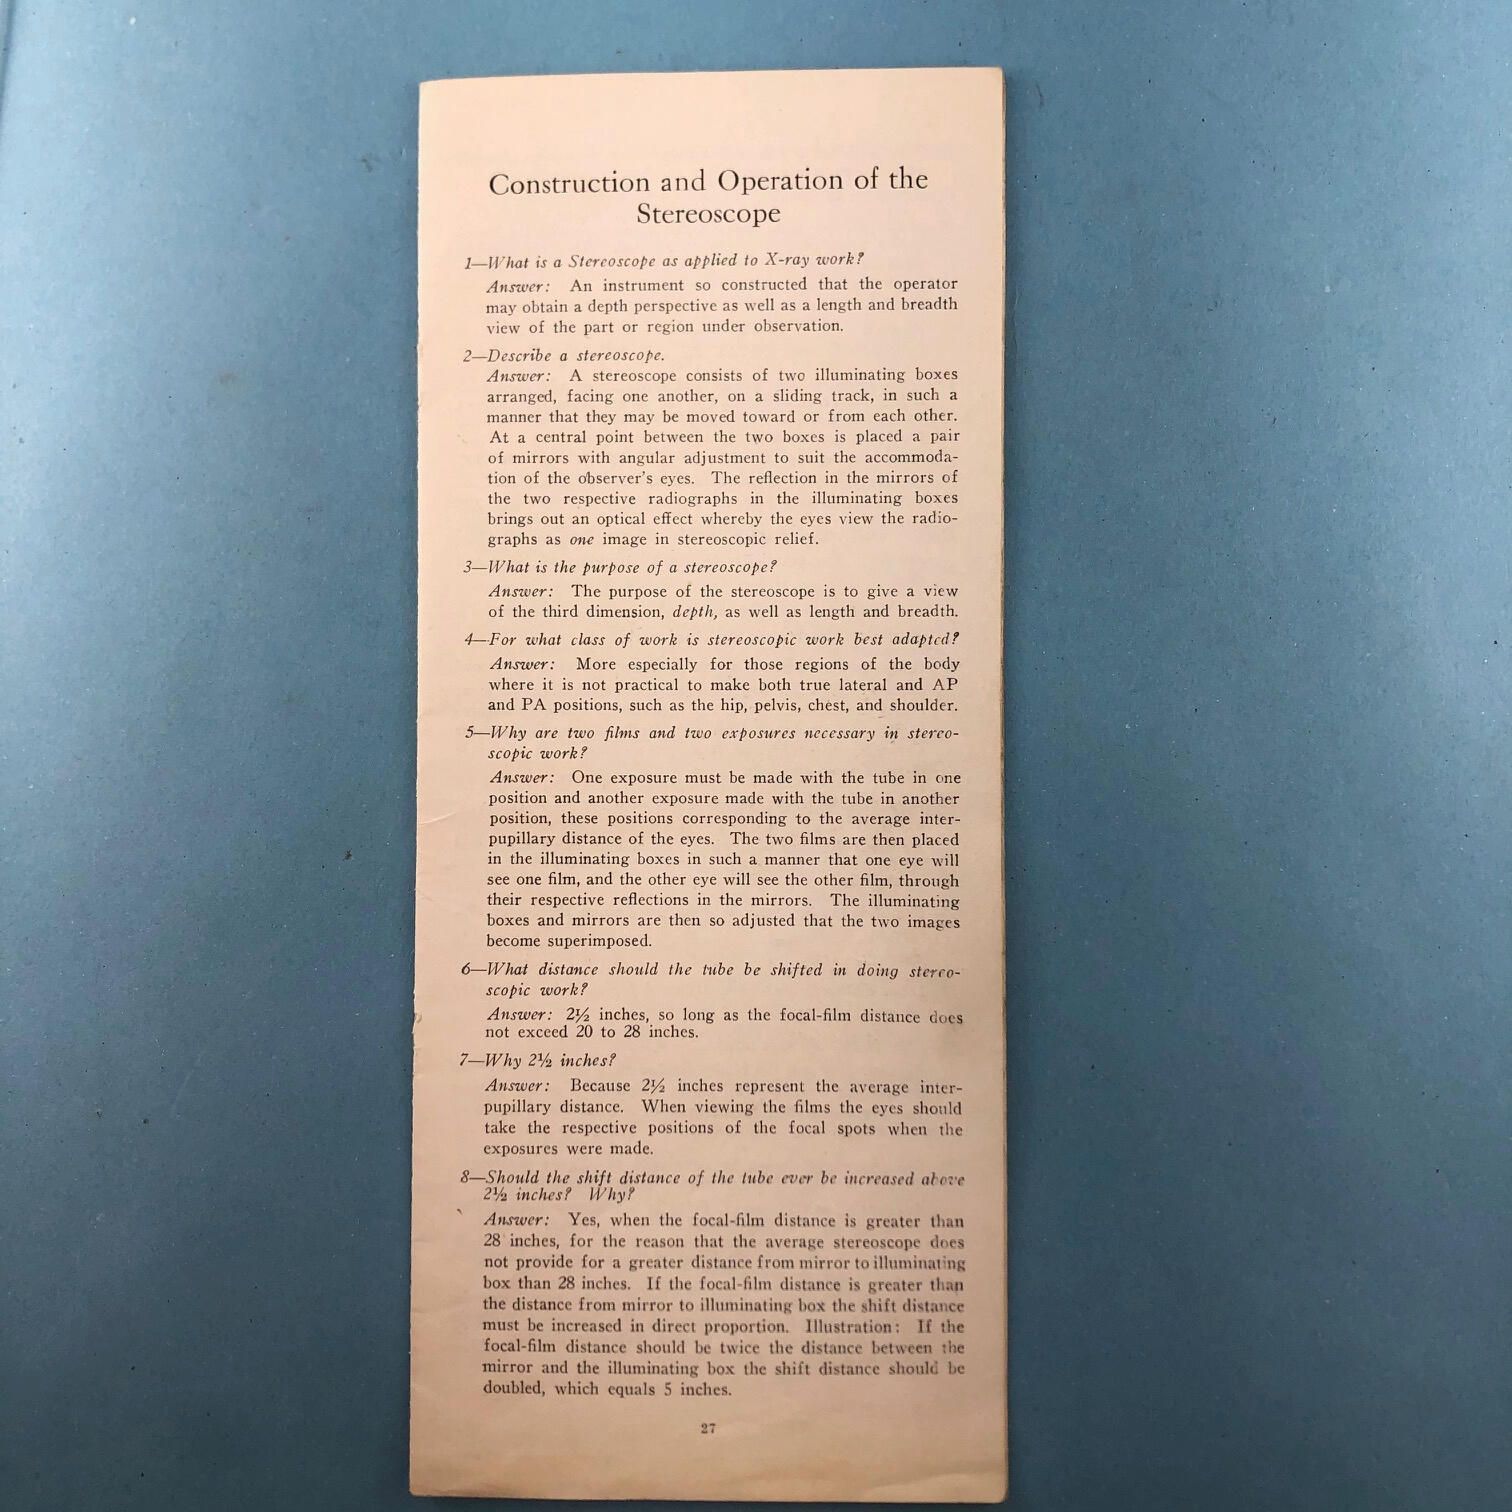 Construction and Operation of the
Stereoscope
1—What is a Stereoscope as applied to X-ray work?
Answer: An instrument so constructed that the operator
may obtain a depth perspective as well as a length and breadth
view of the part or region under observation.
2—Describe a stereoscope.
Answer: A stereoscope consists of two illuminating boxes
arranged, facing one another, on a sliding track, in such a
manner that they may be moved toward or from each other.
At a central point between the two boxes is placed a pair
of mirrors with angular adjustment to suit the accommoda-
tion of the observer's eyes. The reflection in the mirrors of
the two respective radiographs in the illuminating boxes
brings out an optical effect whereby the eyes view the radio-
graphs as one image in stereoscopic relief.
3—What is the purpose of a stereoscope?
Answer: The purpose of the stereoscope is to give a view
of the third dimension, depth, as well as length and breadth.
4—For what class of work is stereoscopic work best adapted?
Answer: More especially for those regions of the body
where it is not practical to make both true lateral and AP
and PA positions, such as the hip, pelvis, chest, and shoulder.
5—Why are two films and two exposures necessary in stereo-
scopic work?
Answer: One exposure must be made with the tube in one
position and another exposure made with the tube in another
position, these positions corresponding to the average inter-
pupillary distance of the eyes. The two films are then placed
in the illuminating boxes in such a manner that one eye will
see one film, and the other eye will see the other film, through
their respective reflections in the mirrors. The illuminating
boxes and mirrors are then so adjusted that the two images
become superimposed.
6—What distance should the tube be shifted in doing stereo-
scopic work?
Answer: 2½ inches, so long as the focal-film distance does
not exceed 20 to 28 inches.
7—Why 2½ inches?
Answer: Because 2½ inches represent the average inter-
pupillary distance. When viewing the films the eyes should
take the respective positions of the focal spots when the
exposures were made.
8—Should the shift distance of the tube ever be increased above
2½ inches? Why?
Answer: Yes, when the focal-film distance is greater than
28 inches, for the reason that the average stereoscope does
not provide for a greater distance from mirror to illuminating
box than 28 inches. If the focal-film distance is greater than
the distance from mirror to illuminating box the shift distance
must be increased in direct proportion. Illustration: If the
focal-film distance should be twice the distance between the
mirror and the illuminating box the shift distance should be
doubled, which equals 5 inches.
27